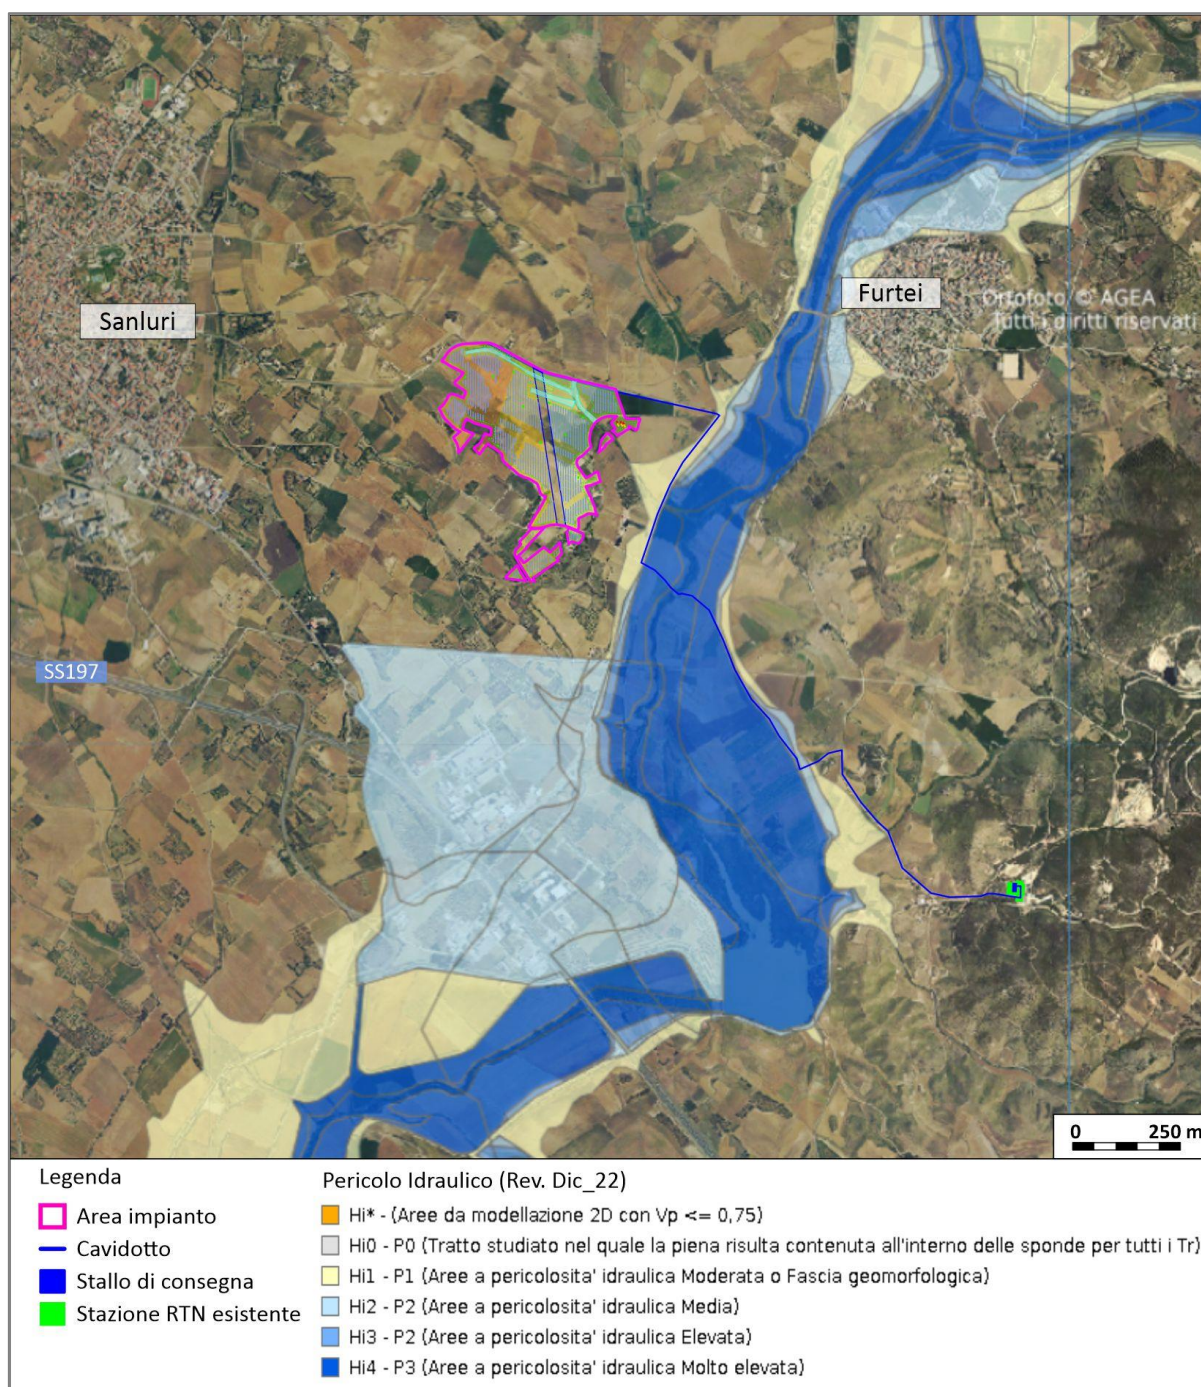 Furtei
Ortofoto © AGEA
Tutti i diritti riservati
Sanluri
SS197
0 250 m
Legenda
Area impianto
Cavidotto
Stallo di consegna
Stazione RTN esistente
Pericolo Idraulico (Rev. Dic_22)
Hi* - (Aree da modellazione 2D con Vp <= 0,75)
Hi0 - P0 (Tratto studiato nel quale la piena risulta contenuta all'interno delle sponde per tutti i Tr)
Hi1 - P1 (Aree a pericolosita' idraulica Moderata o Fascia geomorfologica)
Hi2 - P2 (Aree a pericolosita' idraulica Media)
Hi3 - P2 (Aree a pericolosita' idraulica Elevata)
Hi4 - P3 (Aree a pericolosita' idraulica Molto elevata)